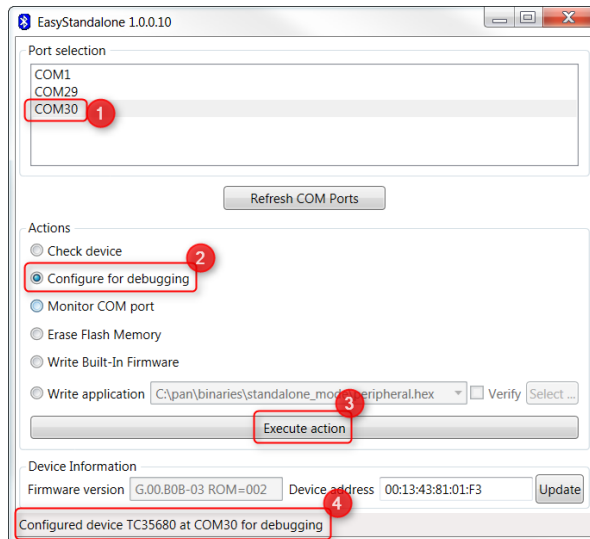 EasyStandalone 1.0.0.10
Port selection
COM1
COM29
COM30
1
Refresh COM Ports
Actions
Check device
2
Configure for debugging
Monitor COM port
Erase Flash Memory
Write Built-In Firmware
Write application C:\pan\binaries\standalone_mode peripheral.hex Verify Select ...
3
Execute action
Device Information
Firmware version G.00.B0B-03 ROM=002 Device address 00:13:43:81:01:F3 Update
4
Configured device TC35680 at COM30 for debugging